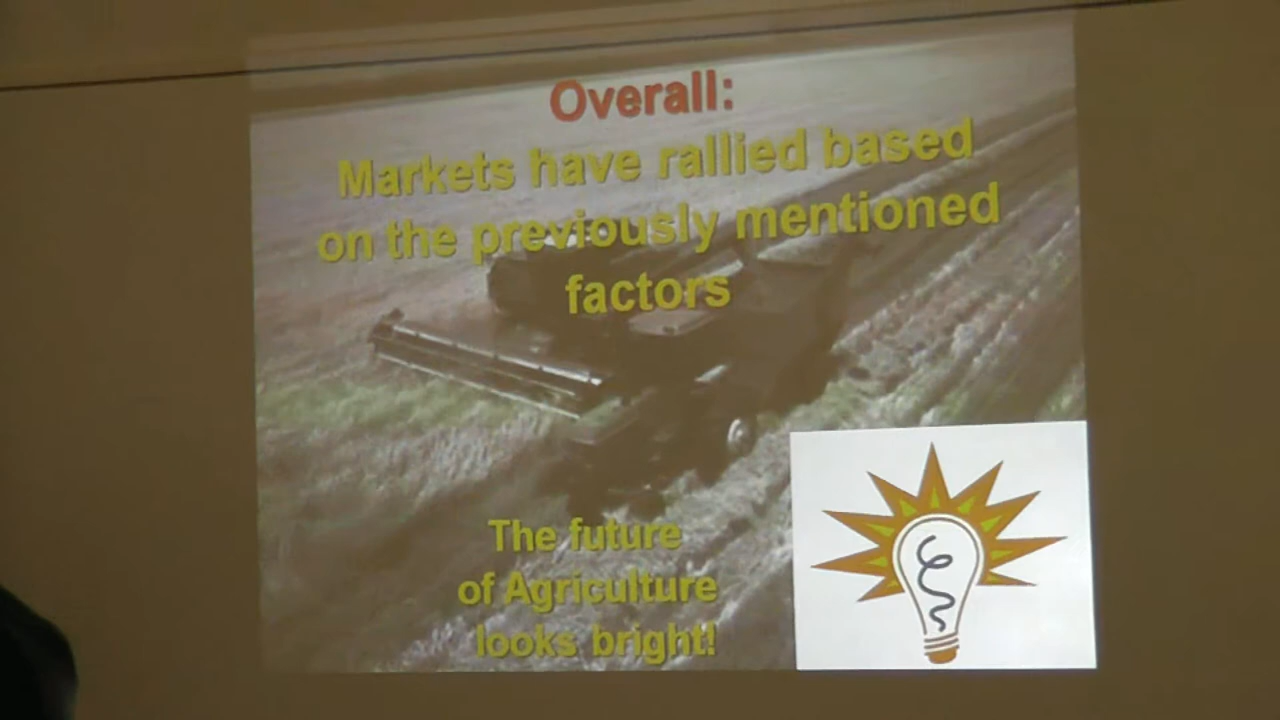 Overall:
Markets have rallied based
on the previously mentioned
factors
The future
of Agriculture
looks bright!